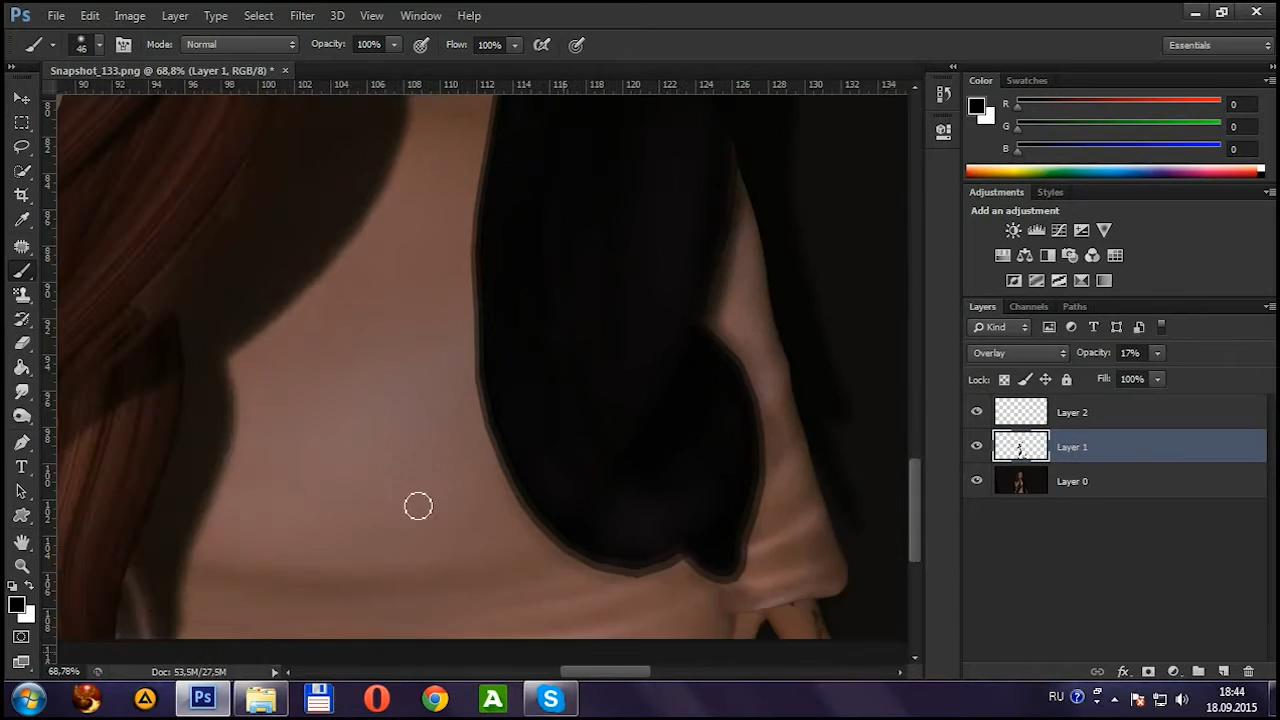 Ps File Edit Image Layer Type Select Filter 3D View Window Help
46 Mode: Normal Opacity: 100% Flow: 100% Essentials
Snapshot_133.png @ 68,8% (Layer 1, RGB/8) * ×
90 92 94 96 98 100 102 104 106 108 110 112 114 116 118 120 122 124 126 128 130 132 134
Color Swatches
R 0
G 0
B 0
Adjustments Styles
Add an adjustment
Layers Channels Paths
Kind
Overlay Opacity: 17%
Lock: Fill: 100%
Layer 2
Layer 1
Layer 0
68,78% Doc: 53,5M/27,5M
Ps A S RU 18:44
18.09.2015